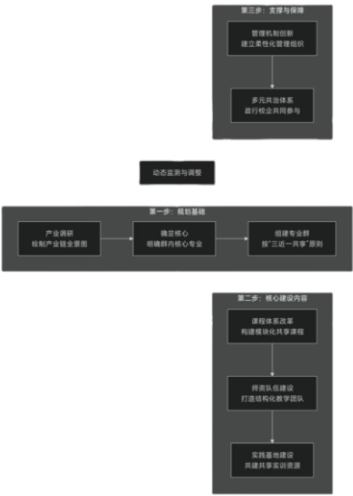 第三步：支撑与保障
管理机制创新
建立柔性化管理组织
多元共治体系
政行校企共同参与
动态监测与调整
第一步：规划基础
产业调研
绘制产业链全景图
确定核心
明确群内核心专业
组建专业群
按“三近一共享”原则
第二步：核心建设内容
课程体系改革
构建模块化共享课程
师资队伍建设
打造结构化教学团队
实践基地建设
共建共享实训资源